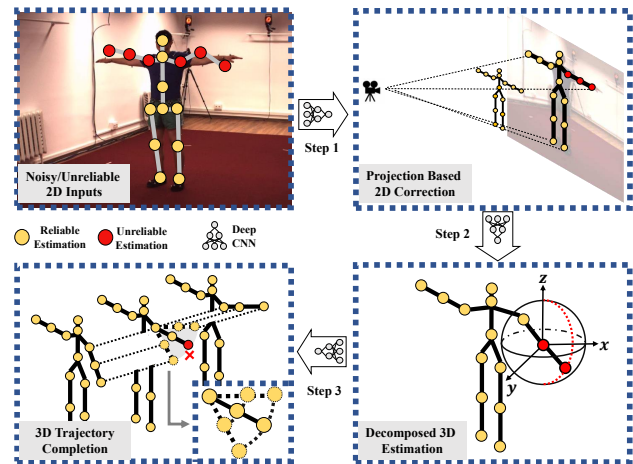 Noisy/Unreliable
2D Inputs
Step 1
Projection Based
2D Correction
Reliable
Estimation
Unreliable
Estimation
Deep
CNN
Step 2
3D Trajectory
Completion
Step 3
z
x
y
Decomposed 3D
Estimation